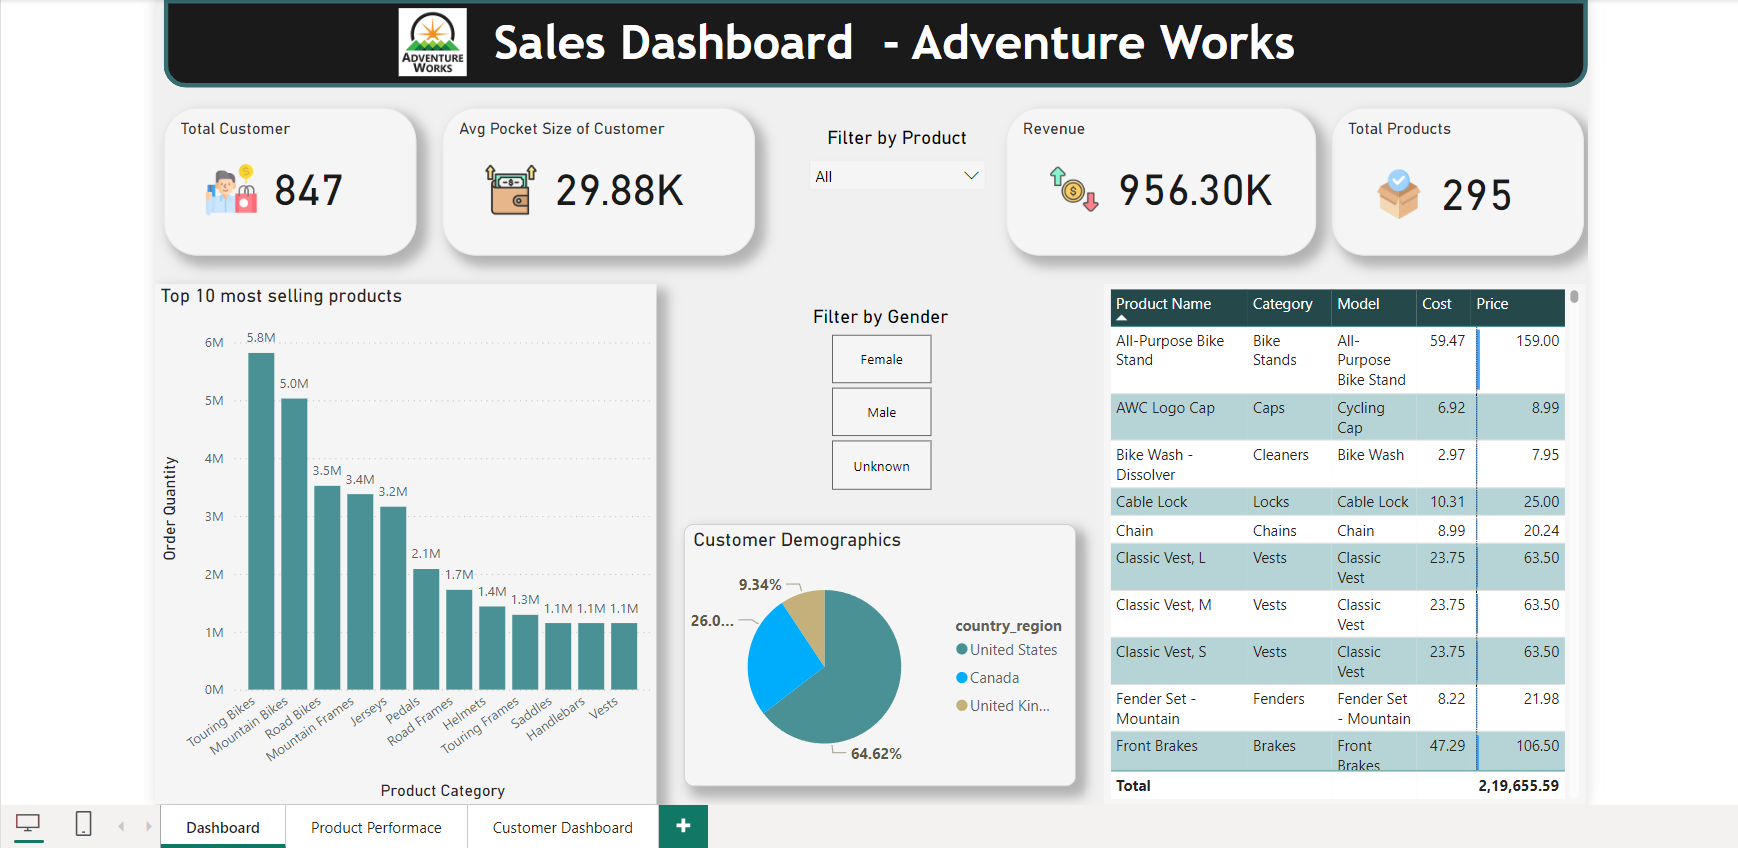 ADVENTURE
WORKS
Sales Dashboard - Adventure Works
Total Customer
847
Avg Pocket Size of Customer
29.88K
Filter by Product
All
Revenue
956.30K
Total Products
295
Top 10 most selling products
Order Quantity
6M
5M
4M
3M
2M
1M
0M
5.8M
5.0M
3.5M
3.4M
3.2M
2.1M
1.7M
1.4M
1.3M
1.1M
1.1M
1.1M
Touring Bikes
Mountain Bikes
Road Bikes
Mountain Frames
Jerseys
Pedals
Road Frames
Helmets
Touring Frames
Saddles
Handlebars
Vests
Product Category
Filter by Gender
Female
Male
Unknown
Customer Demographics
9.34%
26.0...
64.62%
country_region
United States
Canada
United Kin...
Product Name Category Model Cost Price
All-Purpose Bike Bike All- 59.47 159.00
Stand Stands Purpose
Bike Stand
AWC Logo Cap Caps Cycling 6.92 8.99
Cap
Bike Wash - Cleaners Bike Wash 2.97 7.95
Dissolver
Cable Lock Locks Cable Lock 10.31 25.00
Chain Chains Chain 8.99 20.24
Classic Vest, L Vests Classic 23.75 63.50
Vest
Classic Vest, M Vests Classic 23.75 63.50
Vest
Classic Vest, S Vests Classic 23.75 63.50
Vest
Fender Set - Fenders Fender Set 8.22 21.98
Mountain - Mountain
Front Brakes Brakes Front 47.29 106.50
Brakes
Total 2,19,655.59
Dashboard
Product Performace
Customer Dashboard
+